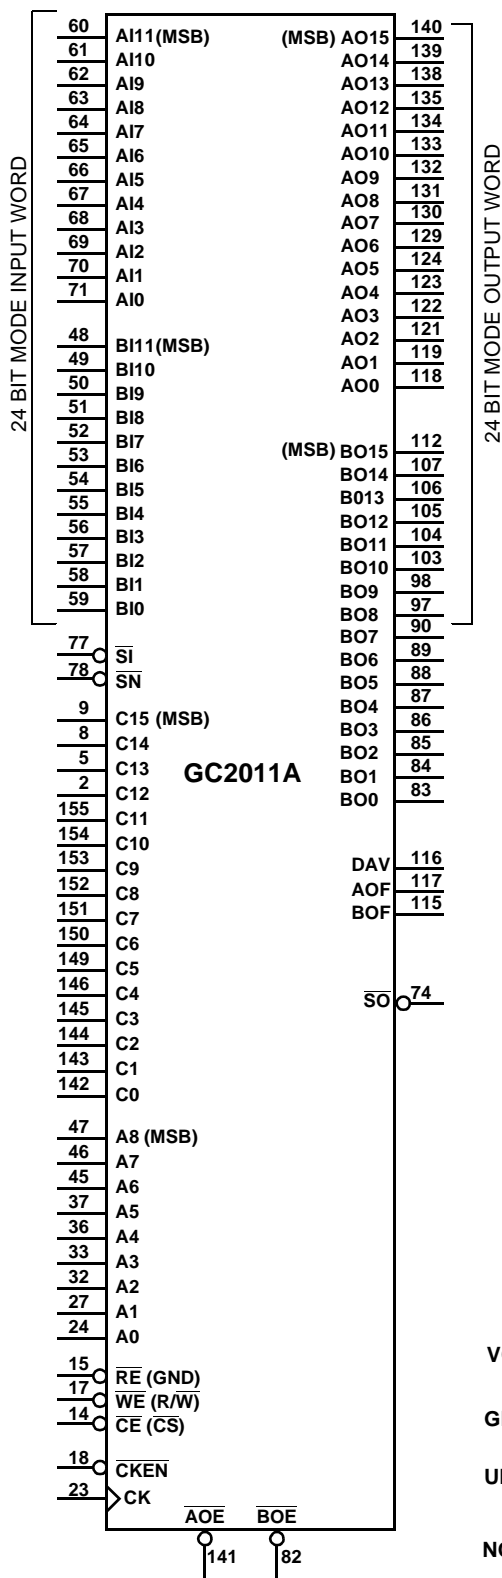 24 BIT MODE INPUT WORD
60 AI11(MSB)
61 AI10
62 AI9
63 AI8
64 AI7
65 AI6
66 AI5
67 AI4
68 AI3
69 AI2
70 AI1
71 AI0
48 BI11(MSB)
49 BI10
50 BI9
51 BI8
52 BI7
53 BI6
54 BI5
55 BI4
56 BI3
57 BI2
58 BI1
59 BI0
77 SI
78 SN
9 C15 (MSB)
8 C14
5 C13
2 C12
155 C11
154 C10
153 C9
152 C8
151 C7
150 C6
149 C5
146 C4
145 C3
144 C2
143 C1
142 C0
47 A8 (MSB)
46 A7
45 A6
37 A5
36 A4
33 A3
32 A2
27 A1
24 A0
15 RE (GND)
17 WE (R/W)
14 CE (CS)
18 CKEN
23 CK
GC2011A
(MSB) AO15 140
AO14 139
AO13 138
AO12 135
AO11 134
AO10 133
AO9 132
AO8 131
AO7 130
AO6 129
AO5 124
AO4 123
AO3 122
AO2 121
AO1 119
AO0 118
(MSB) BO15 112
BO14 107
B013 106
BO12 105
BO11 104
BO10 103
BO9 98
BO8 97
BO7 90
BO6 89
BO5 88
BO4 87
BO3 86
BO2 85
BO1 84
BO0 83
DAV 116
AOF 117
BOF 115
SO 74
24 BIT MODE OUTPUT WORD
AOE BOE
141 82